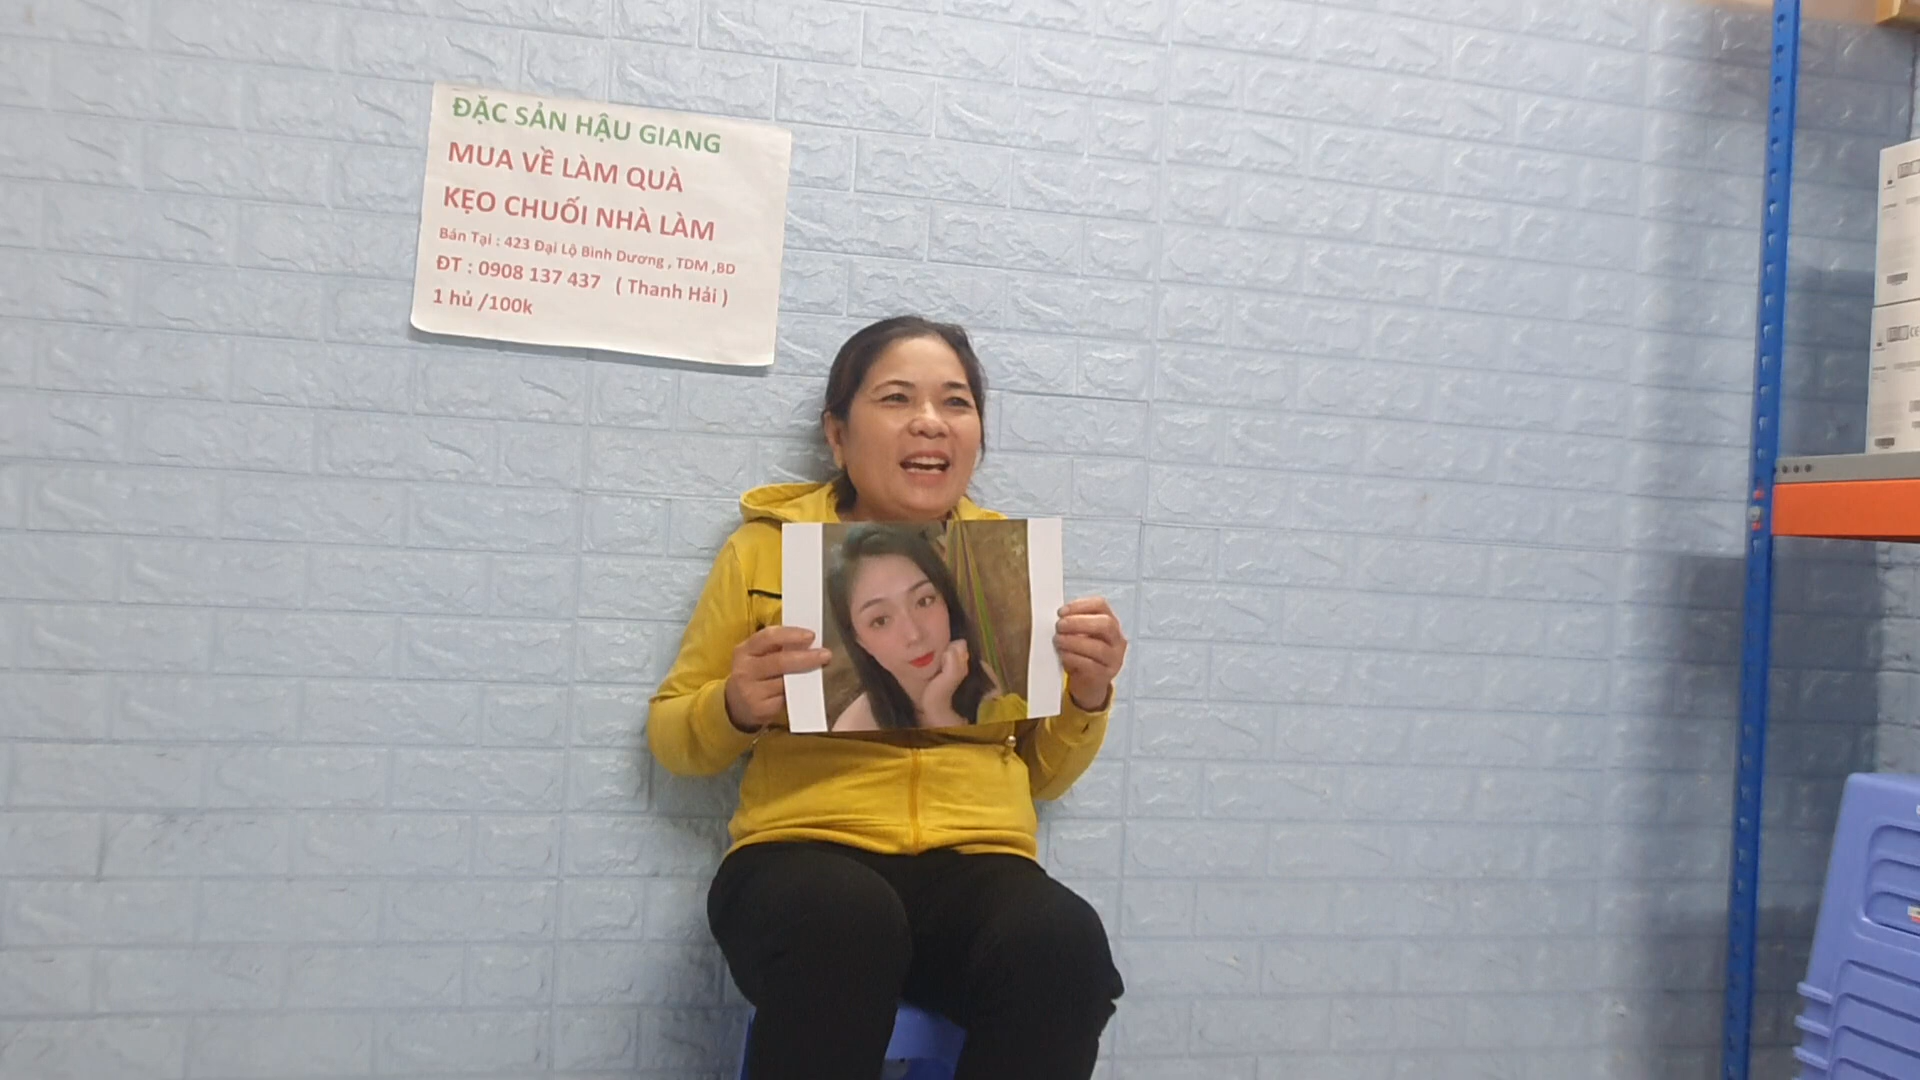 ĐẶC SẢN HẬU GIANG
MUA VỀ LÀM QUÀ
KẸO CHUỐI NHÀ LÀM
Bán Tại : 423 Đại Lộ Bình Dương , TDM ,BD
ĐT : 0908 137 437 ( Thanh Hải )
1 hủ /100k